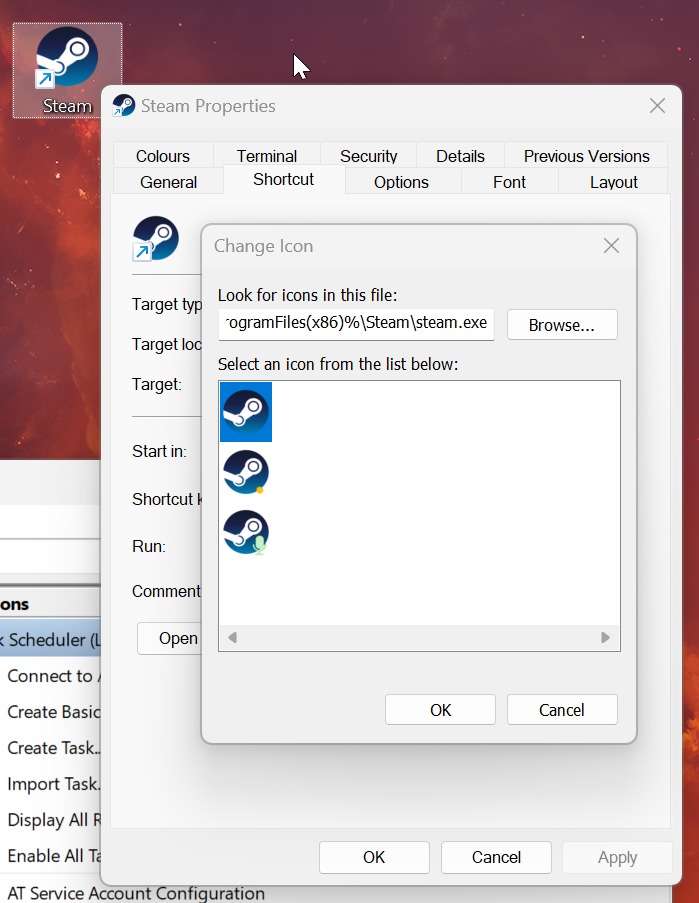 Steam
Steam Properties
Colours
Terminal
Security
Details
Previous Versions
General
Shortcut
Options
Font
Layout
Change Icon
Target typ
Look for icons in this file:
rogramFiles(x86)%\Steam\steam.exe
Browse...
Target loc
Select an icon from the list below:
Target:
Start in:
Shortcut k
Run:
Comment
Open
OK
Cancel
OK
Cancel
Apply
ons
k Scheduler (L
Connect to A
Create Basic
Create Task..
Import Task.
Display All R
Enable All Ta
AT Service Account Configuration